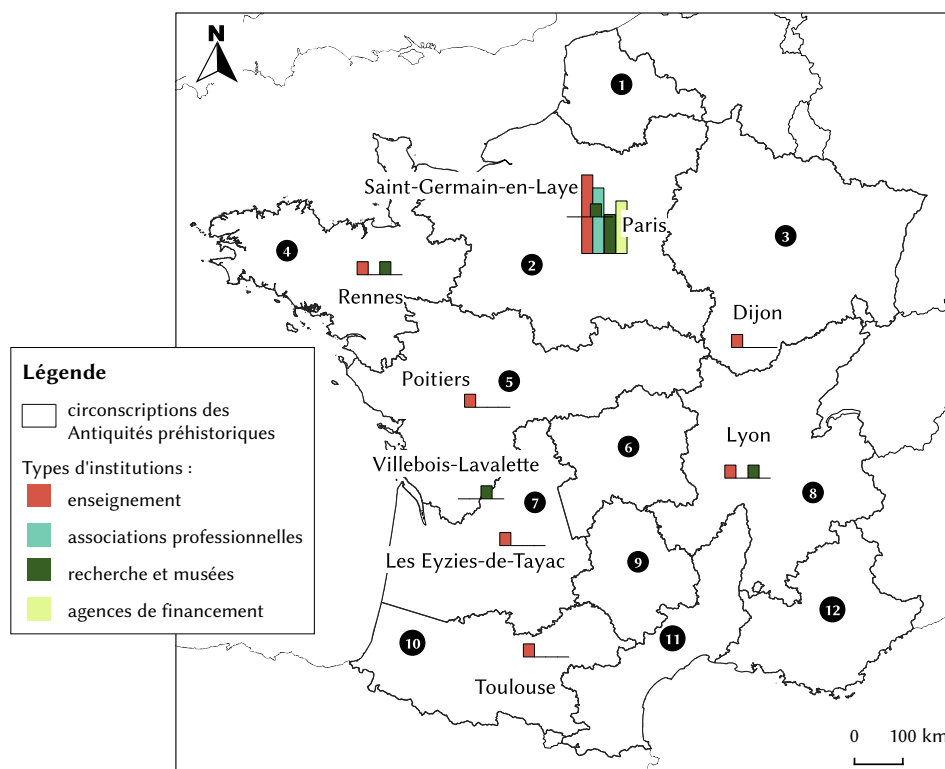 N
1
Saint-Germain-en-Laye
Paris
3
4
2
Rennes
Dijon
Légende
circonscriptions des
Antiquités préhistoriques
Types d'institutions :
enseignement
associations professionnelles
recherche et musées
agences de financement
Poitiers
5
6
Lyon
Villebois-Lavalette
7
8
Les Eyzies-de-Tayac
9
12
10
11
Toulouse
0 100 km